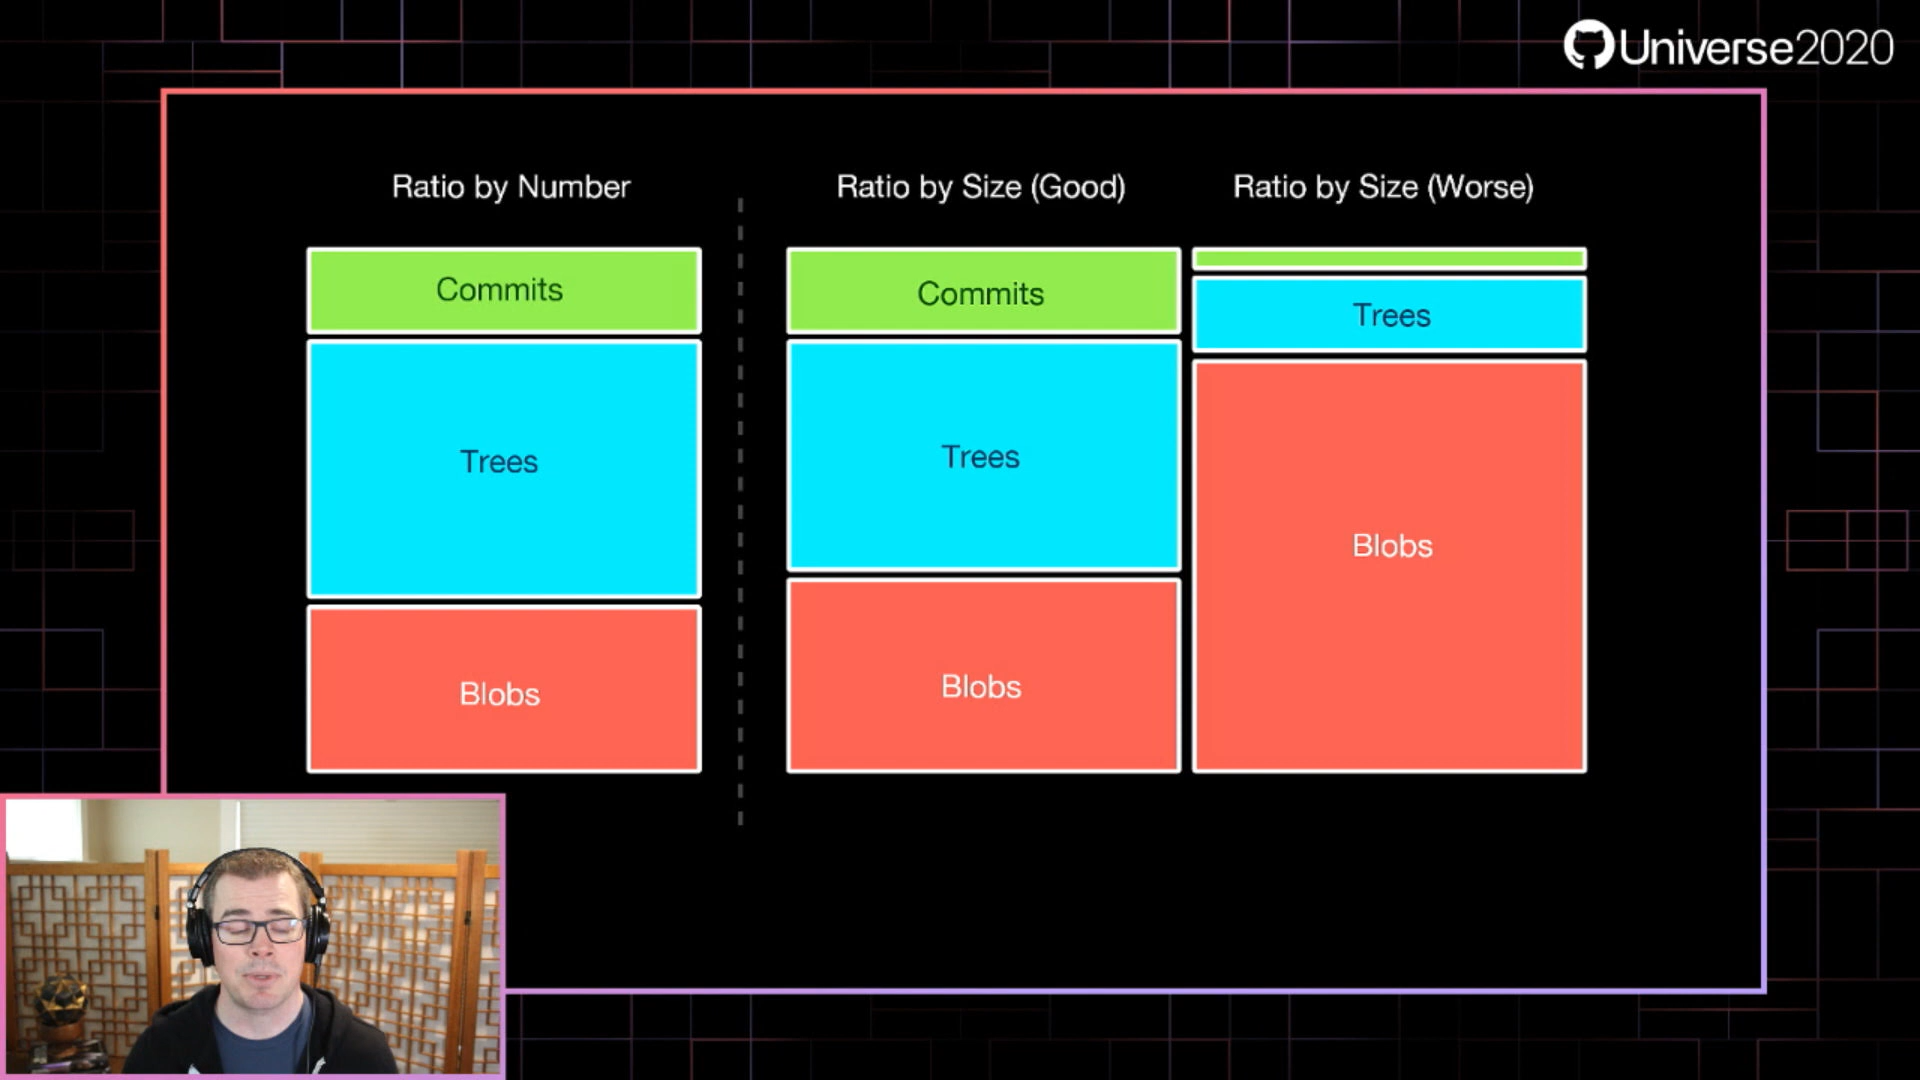 Universe2020
Ratio by Number
Ratio by Size (Good)
Ratio by Size (Worse)
Commits
Trees
Blobs
Commits
Trees
Blobs
Trees
Blobs